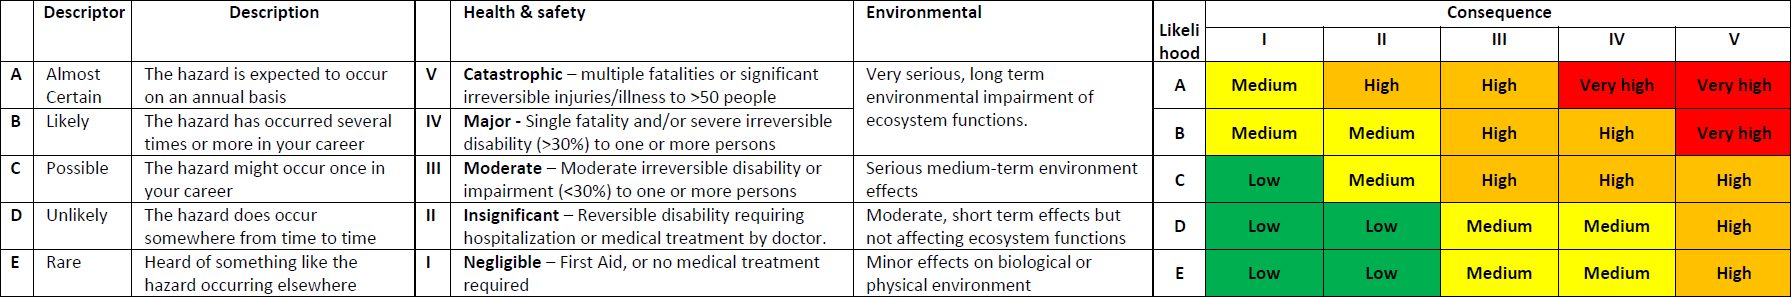 Descriptor Description Health & safety Environmental Likeli hood Consequence
I II III IV V
A Almost Certain The hazard is expected to occur on an annual basis
B Likely The hazard has occurred several times or more in your career
C Possible The hazard might occur once in your career
D Unlikely The hazard does occur somewhere from time to time
E Rare Heard of something like the hazard occurring elsewhere
V Catastrophic – multiple fatalities or significant irreversible injuries/illness to >50 people
IV Major - Single fatality and/or severe irreversible disability (>30%) to one or more persons
Very serious, long term environmental impairment of ecosystem functions.
III Moderate – Moderate irreversible disability or impairment (<30%) to one or more persons
Serious medium-term environment effects
II Insignificant – Reversible disability requiring hospitalization or medical treatment by doctor.
Moderate, short term effects but not affecting ecosystem functions
I Negligible – First Aid, or no medical treatment required
Minor effects on biological or physical environment
A Medium High High Very high Very high
B Medium Medium High High Very high
C Low Medium High High High
D Low Low Medium Medium High
E Low Low Medium Medium High